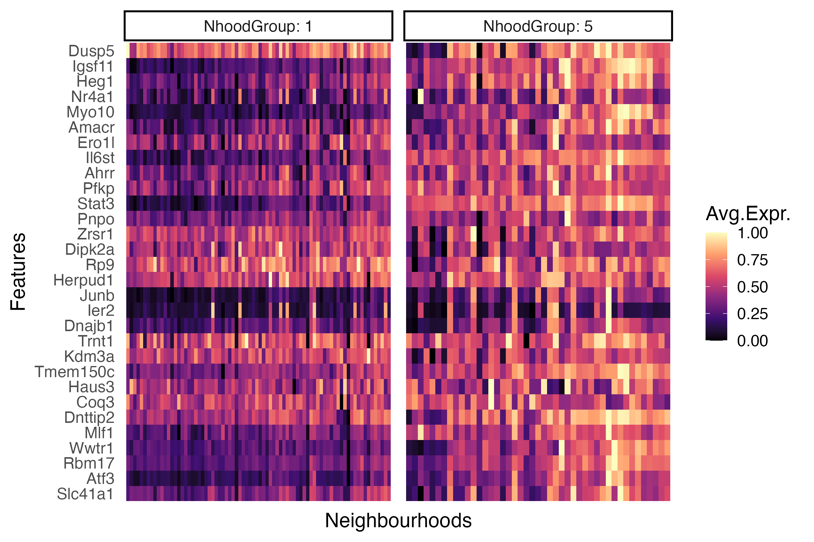 NhoodGroup: 1
NhoodGroup: 5
Dusp5
Igsf11
Heg1
Nr4a1
Myo10
Amacr
Ero1l
Il6st
Ahrr
Pfkp
Stat3
Pnpo
Zrsr1
Dipk2a
Rp9
Herpud1
Junb
Ier2
Dnajb1
Trnt1
Kdm3a
Tmem150c
Haus3
Coq3
Dnttip2
Mlf1
Wwtr1
Rbm17
Atf3
Slc41a1
Features
Neighbourhoods
Avg.Expr.
1.00
0.75
0.50
0.25
0.00